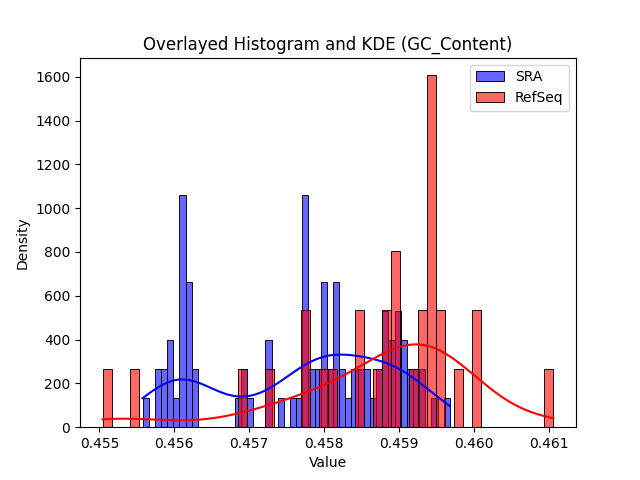 Overlayed Histogram and KDE (GC_Content)
SRA
RefSeq
1600
1400
1200
1000
800
600
400
200
0
Density
0.455 0.456 0.457 0.458 0.459 0.460 0.461
Value